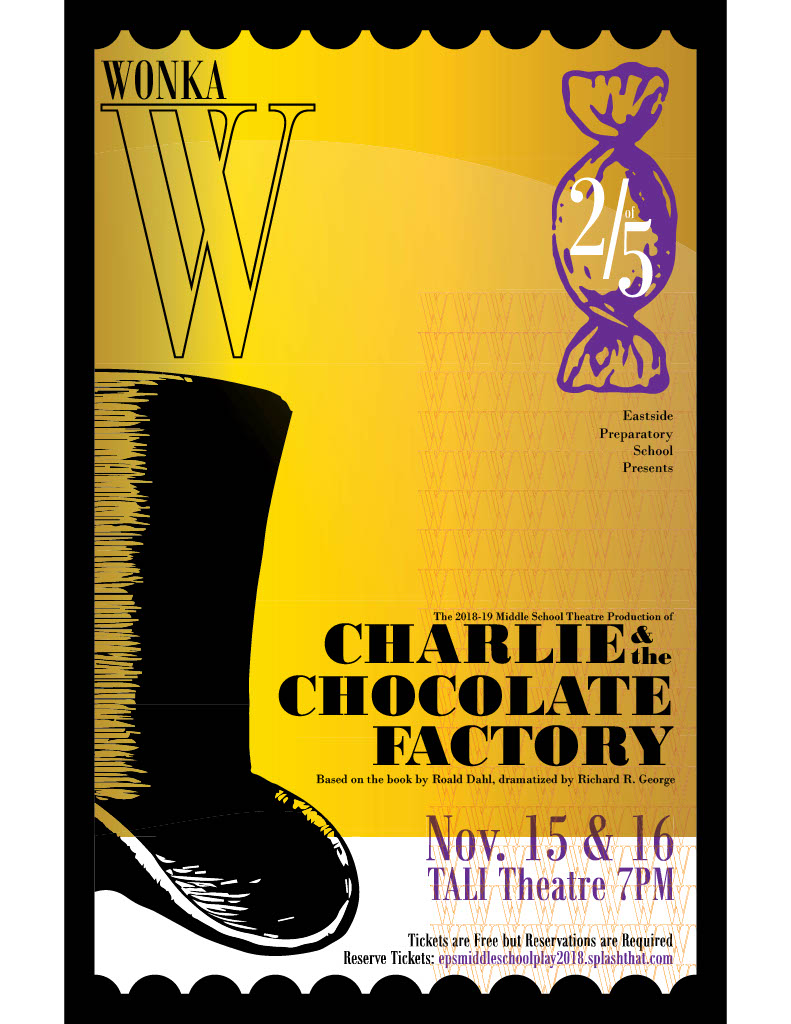 WONKA
W
2/of 5
Eastside
Preparatory
School
Presents
The 2018-19 Middle School Theatre Production of
CHARLIE & the
CHOCOLATE
FACTORY
Based on the book by Roald Dahl, dramatized by Richard R. George
Nov. 15 & 16
TALI Theatre 7PM
Tickets are Free but Reservations are Required
Reserve Tickets: epsmiddleschoolplay2018.splashthat.com